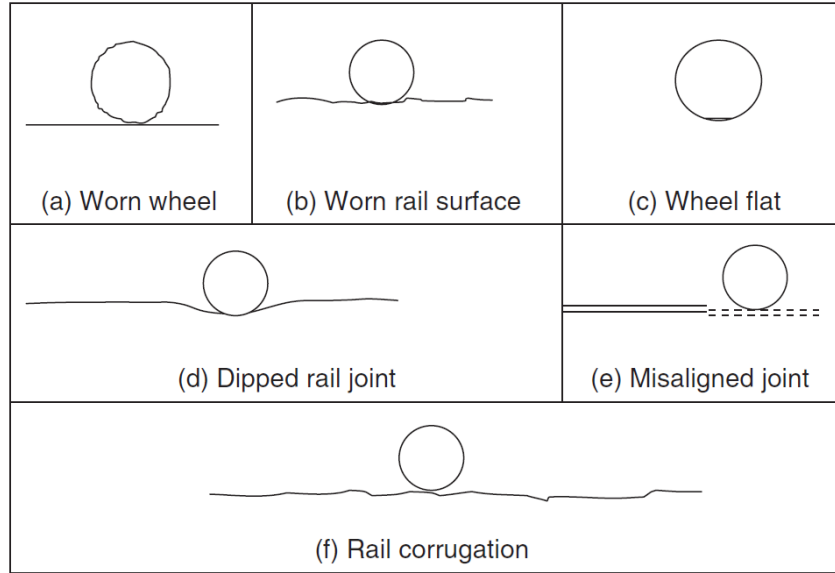 (a) Worn wheel
(b) Worn rail surface
(c) Wheel flat
(d) Dipped rail joint
(e) Misaligned joint
(f) Rail corrugation